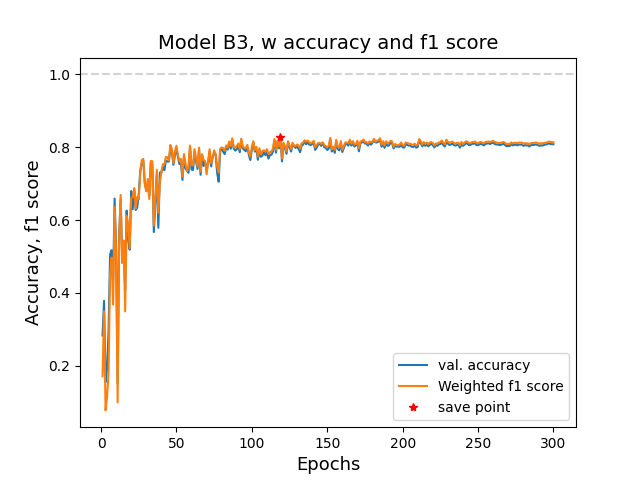 Model B3, w accuracy and f1 score
Accuracy, f1 score
1.0
0.8
0.6
0.4
0.2
0
50
100
150
200
250
300
Epochs
val. accuracy
Weighted f1 score
save point